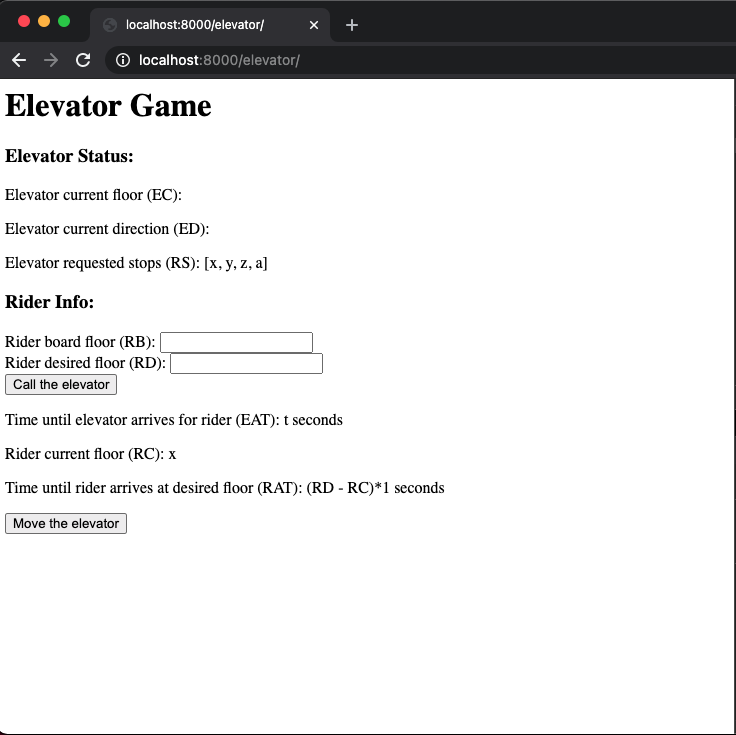 localhost:8000/elevator/
localhost:8000/elevator/
Elevator Game
Elevator Status:
Elevator current floor (EC):
Elevator current direction (ED):
Elevator requested stops (RS): [x, y, z, a]
Rider Info:
Rider board floor (RB):
Rider desired floor (RD):
Call the elevator
Time until elevator arrives for rider (EAT): t seconds
Rider current floor (RC): x
Time until rider arrives at desired floor (RAT): (RD - RC)*1 seconds
Move the elevator